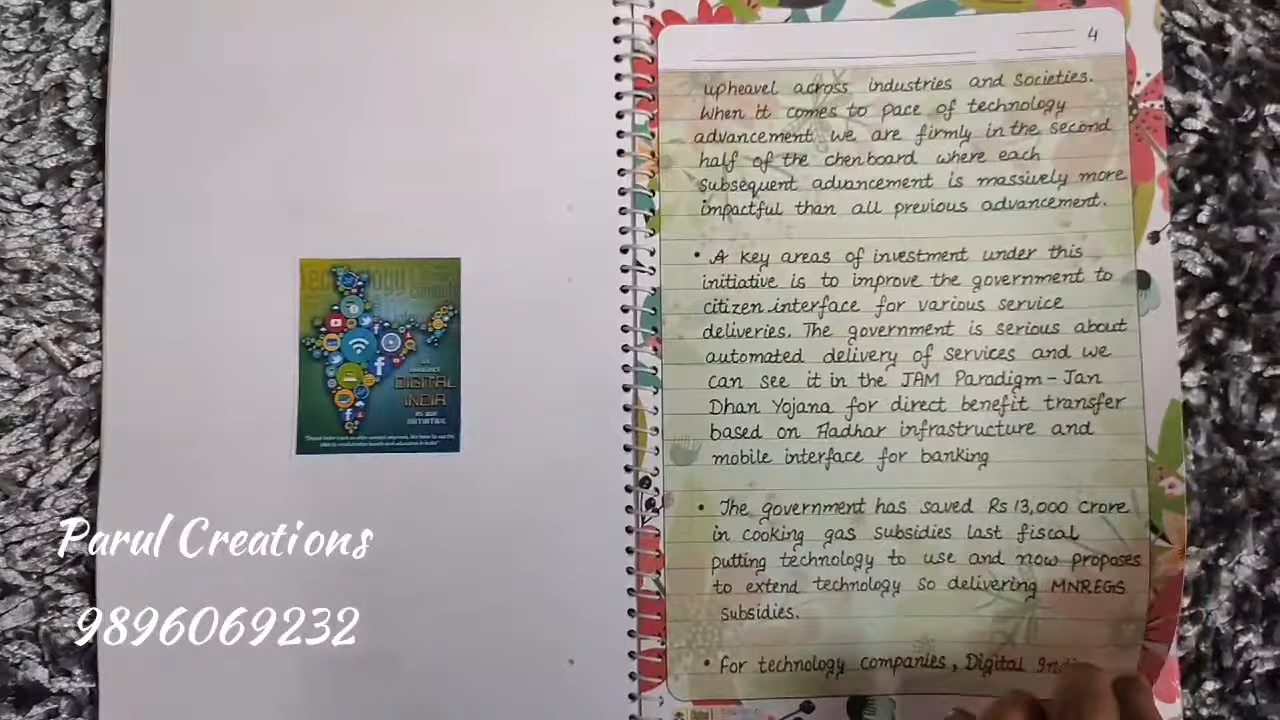 DIGITAL
INDIA
AS OUR
INITIATIVE
Parul Creations
9896069232
4
upheavel across industries and Societies.
When it comes to pace of technology
advancement we are firmly in the second
half of the chenboard where each
subsequent advancement is massively more
impactful than all previous advancement.
• A key areas of investment under this
initiative is to improve the government to
citizen interface for various service
deliveries. The government is serious about
automated delivery of services and we
can see it in the JAM Paradigm - Jan
Dhan Yojana for direct benefit transfer
based on Aadhar infrastructure and
mobile interface for banking
• The government has saved Rs 13,000 crore
in cooking gas subsidies last fiscal
putting technology to use and now proposes
to extend technology so delivering MNREGS
subsidies.
• For technology companies, Digital